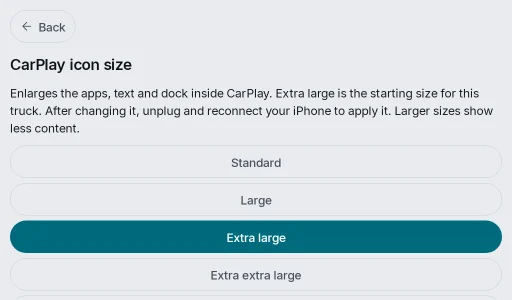 Back
CarPlay icon size
Enlarges the apps, text and dock inside CarPlay. Extra large is the starting size for this
truck. After changing it, unplug and reconnect your iPhone to apply it. Larger sizes show
less content.
Standard
Large
Extra large
Extra extra large